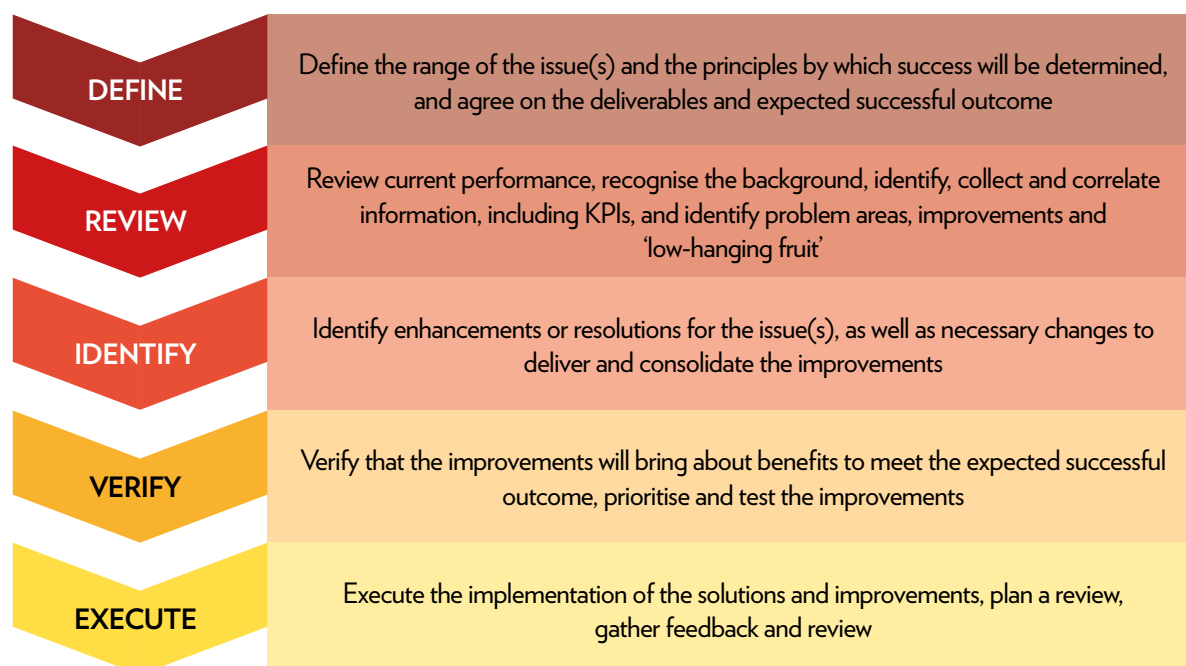 DEFINE
Define the range of the issue(s) and the principles by which success will be determined,
and agree on the deliverables and expected successful outcome
REVIEW
Review current performance, recognise the background, identify, collect and correlate
information, including KPIs, and identify problem areas, improvements and
‘low-hanging fruit’
IDENTIFY
Identify enhancements or resolutions for the issue(s), as well as necessary changes to
deliver and consolidate the improvements
VERIFY
Verify that the improvements will bring about benefits to meet the expected successful
outcome, prioritise and test the improvements
EXECUTE
Execute the implementation of the solutions and improvements, plan a review,
gather feedback and review